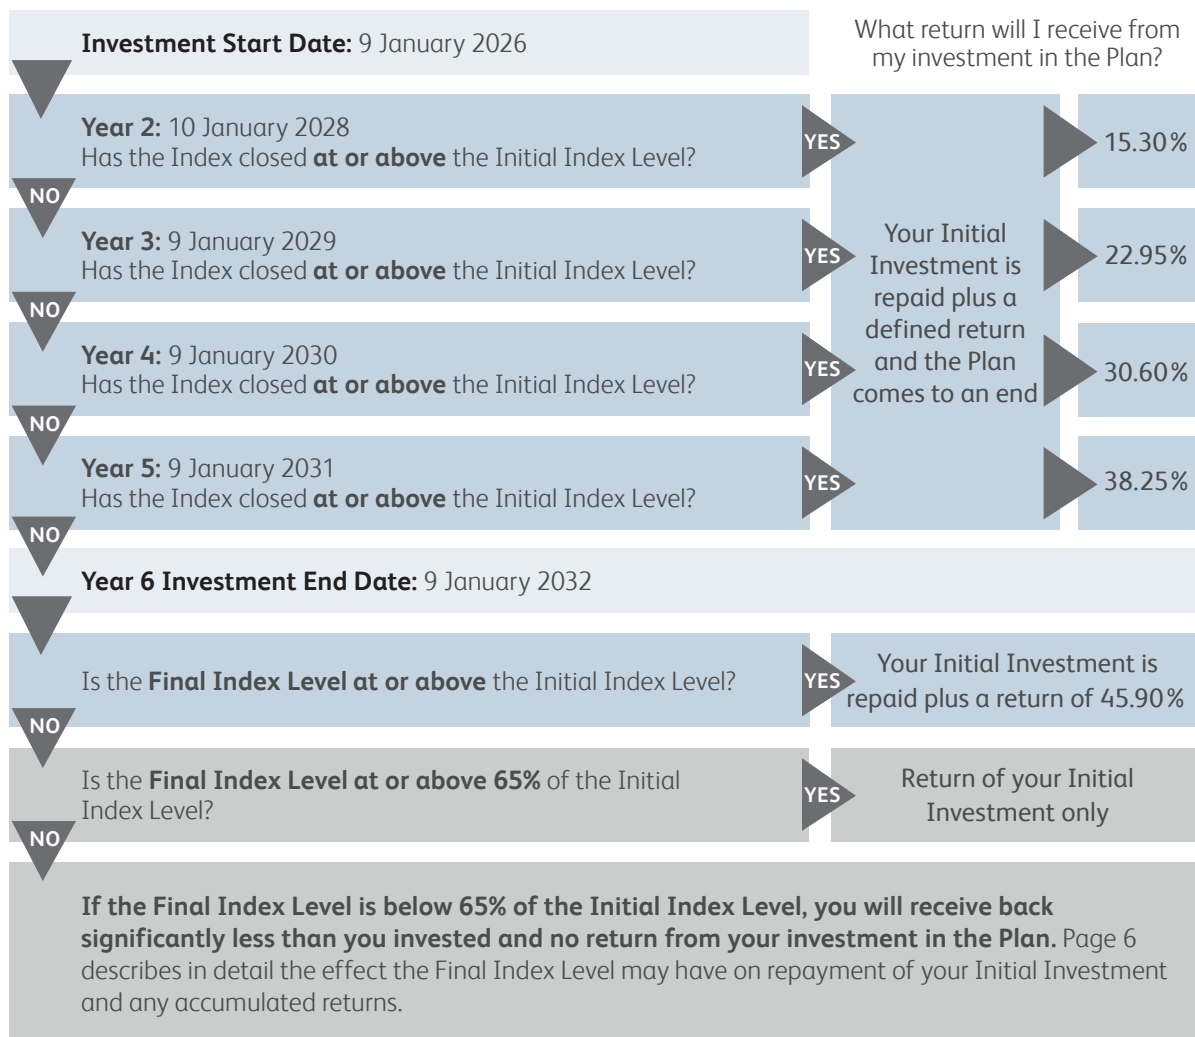 Investment Start Date: 9 January 2026
What return will I receive from
my investment in the Plan?
Year 2: 10 January 2028
Has the Index closed at or above the Initial Index Level?
YES
15.30%
NO
Year 3: 9 January 2029
Has the Index closed at or above the Initial Index Level?
YES
22.95%
NO
Year 4: 9 January 2030
Has the Index closed at or above the Initial Index Level?
YES
30.60%
NO
Year 5: 9 January 2031
Has the Index closed at or above the Initial Index Level?
YES
38.25%
Your Initial
Investment is
repaid plus a
defined return
and the Plan
comes to an end
NO
Year 6 Investment End Date: 9 January 2032
Is the Final Index Level at or above the Initial Index Level?
YES
Your Initial Investment is
repaid plus a return of 45.90%
NO
Is the Final Index Level at or above 65% of the Initial
Index Level?
YES
Return of your Initial
Investment only
NO
If the Final Index Level is below 65% of the Initial Index Level, you will receive back
significantly less than you invested and no return from your investment in the Plan. Page 6
describes in detail the effect the Final Index Level may have on repayment of your Initial Investment
and any accumulated returns.